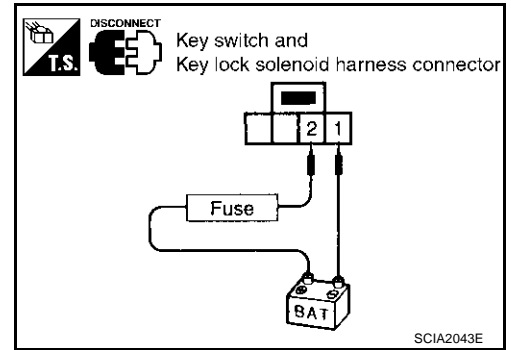 DISCONNECT
T.S.
Key switch and
Key lock solenoid harness connector
2 1
Fuse
BAT
SCIA2043E